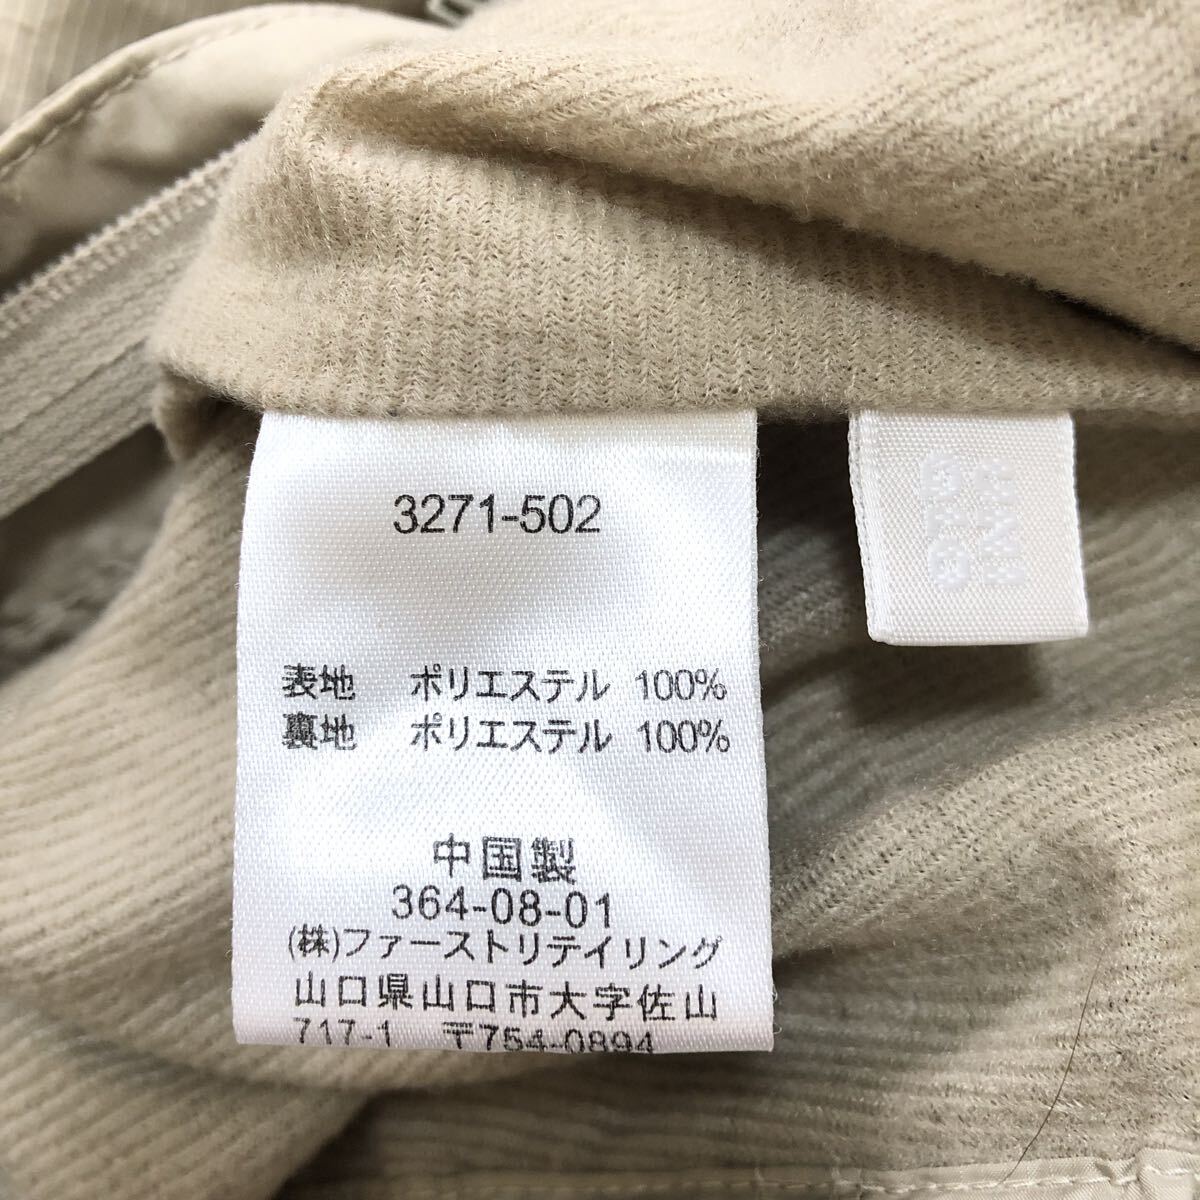 3271-502
表地 ポリエステル 100%
裏地 ポリエステル 100%
中国製
364-08-01
(株)ファーストリテイリング
山口県山口市大字佐山
717-1 〒754-0894